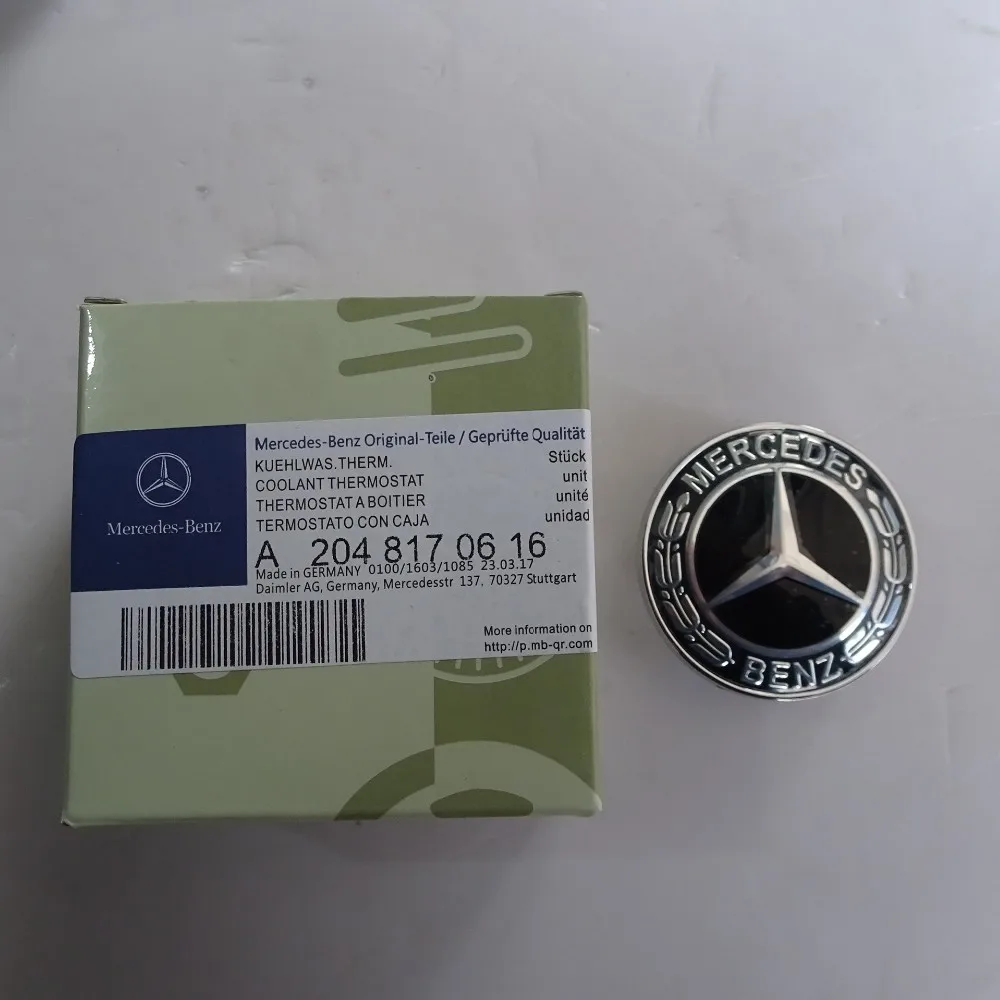 Mercedes-Benz Original-Teile / Geprüfte Qualität
KUEHLWAS.THERM. Stück
COOLANT THERMOSTAT unit
THERMOSTAT A BOITIER unité
TERMOSTATO CON CAJA unidad
Mercedes-Benz
A 204 817 06 16
Made in GERMANY 0100/1603/1085 23.03.17
Daimler AG, Germany, Mercedesstr 137, 70327 Stuttgart
More information on
http://p.mb-qr.com
MERCEDES
BENZ